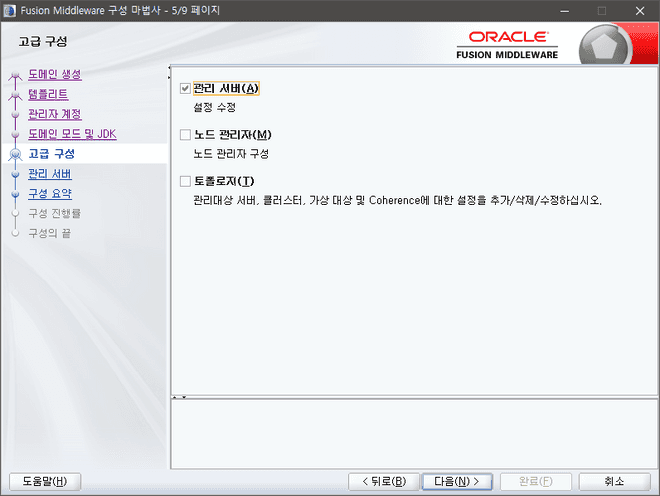 Fusion Middleware 구성 마법사 - 5/9 페이지
고급 구성
ORACLE
FUSION MIDDLEWARE
도메인 생성
템플리트
관리자 계정
도메인 모드 및 JDK
고급 구성
관리 서버
구성 요약
구성 진행률
구성의 끝
관리 서버(A)
설정 수정
노드 관리자(M)
노드 관리자 구성
토폴로지(T)
관리대상 서버, 클러스터, 가상 대상 및 Coherence에 대한 설정을 추가/삭제/수정하십시오.
도움말(H)
< 뒤로(B)
다음(N) >
완료(F)
취소